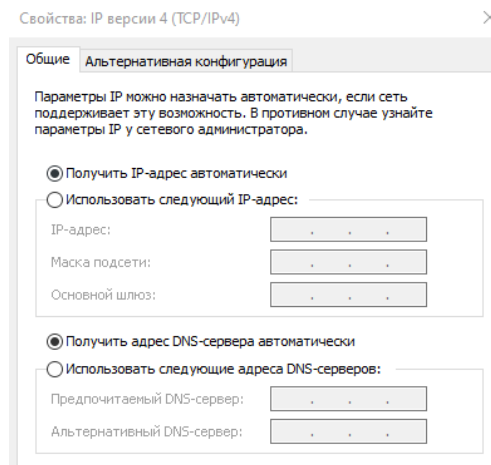 Свойства: IP версии 4 (TCP/IPv4)
Общие Альтернативная конфигурация
Параметры IP можно назначать автоматически, если сеть
поддерживает эту возможность. В противном случае узнайте
параметры IP у сетевого администратора.
Получить IP-адрес автоматически
Использовать следующий IP-адрес:
IP-адрес:
Маска подсети:
Основной шлюз:
Получить адрес DNS-сервера автоматически
Использовать следующие адреса DNS-серверов:
Предпочитаемый DNS-сервер:
Альтернативный DNS-сервер: